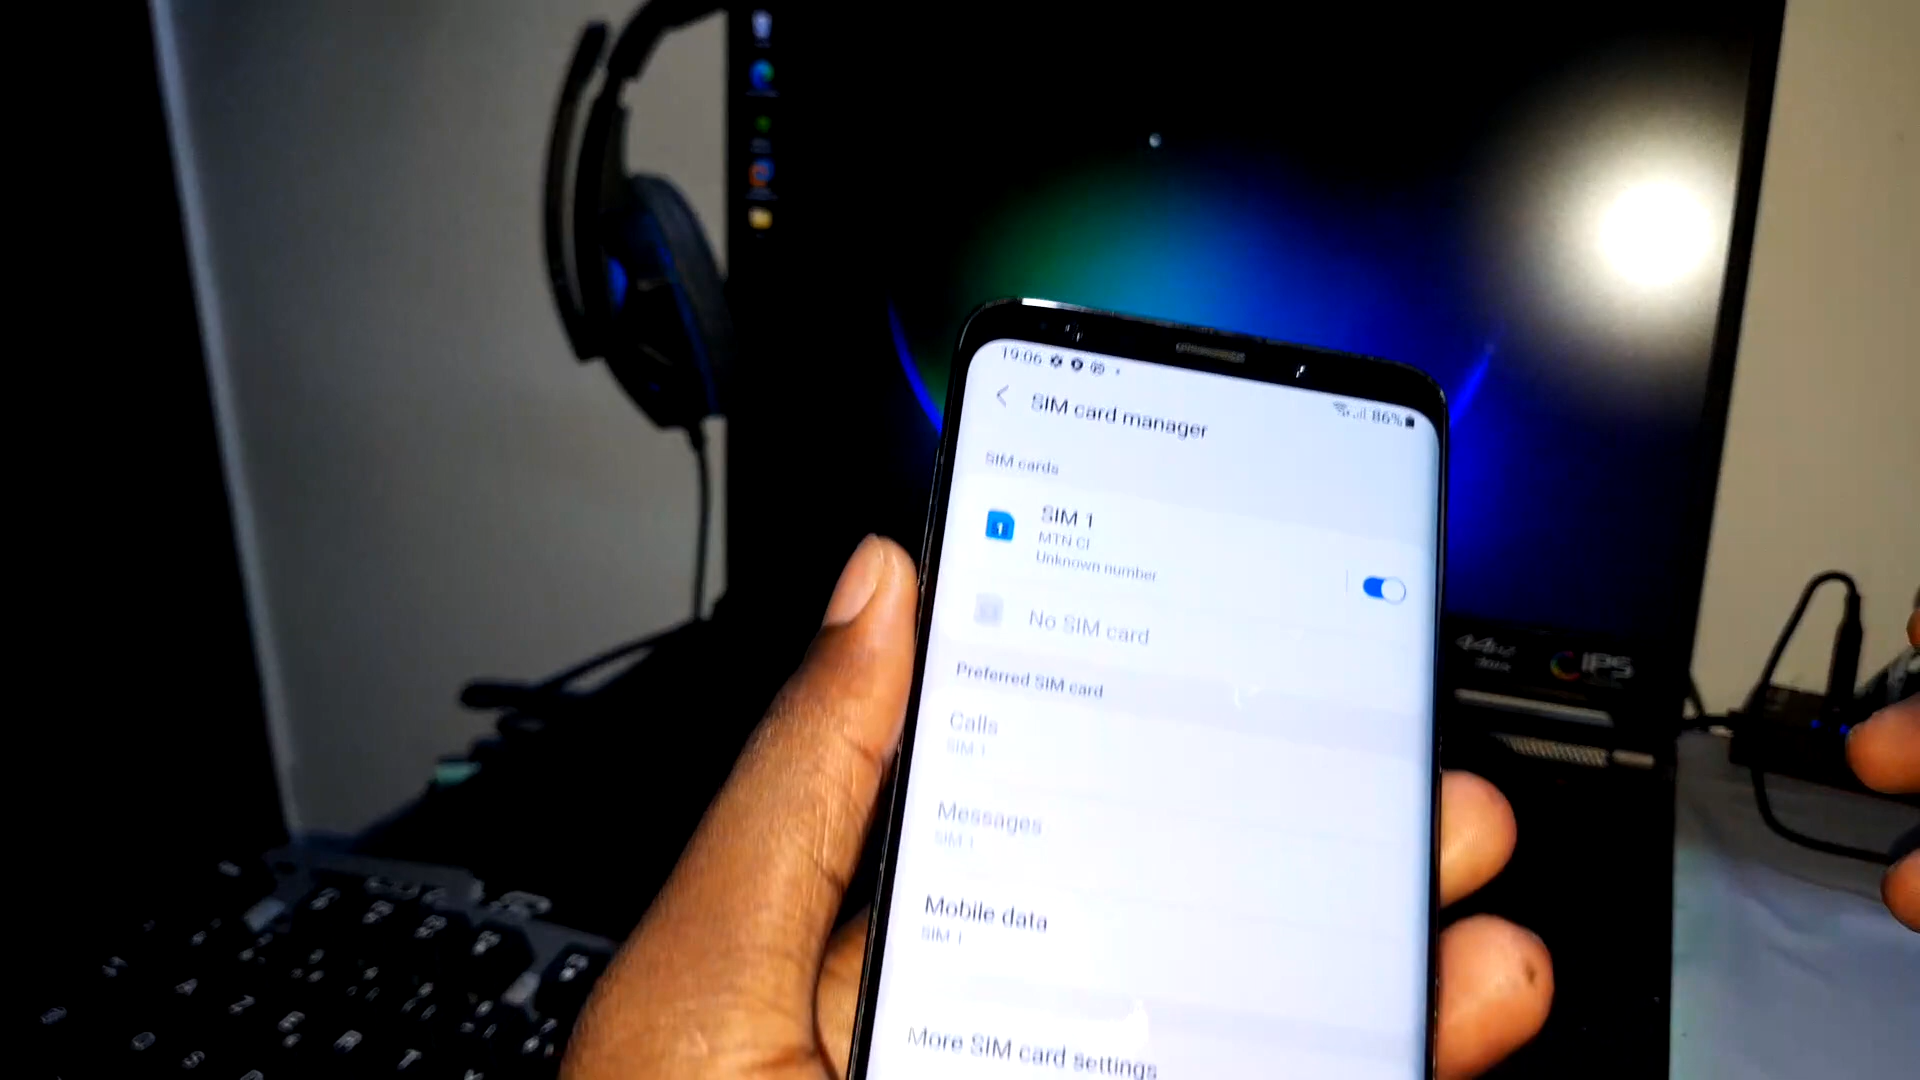 19:06
86%
SIM card manager
SIM cards
SIM 1
MTN CI
Unknown number
No SIM card
Preferred SIM card
Calls
SIM 1
Messages
SIM 1
Mobile data
SIM 1
More SIM card settings
IPS
A Z E R T Y
Q S D